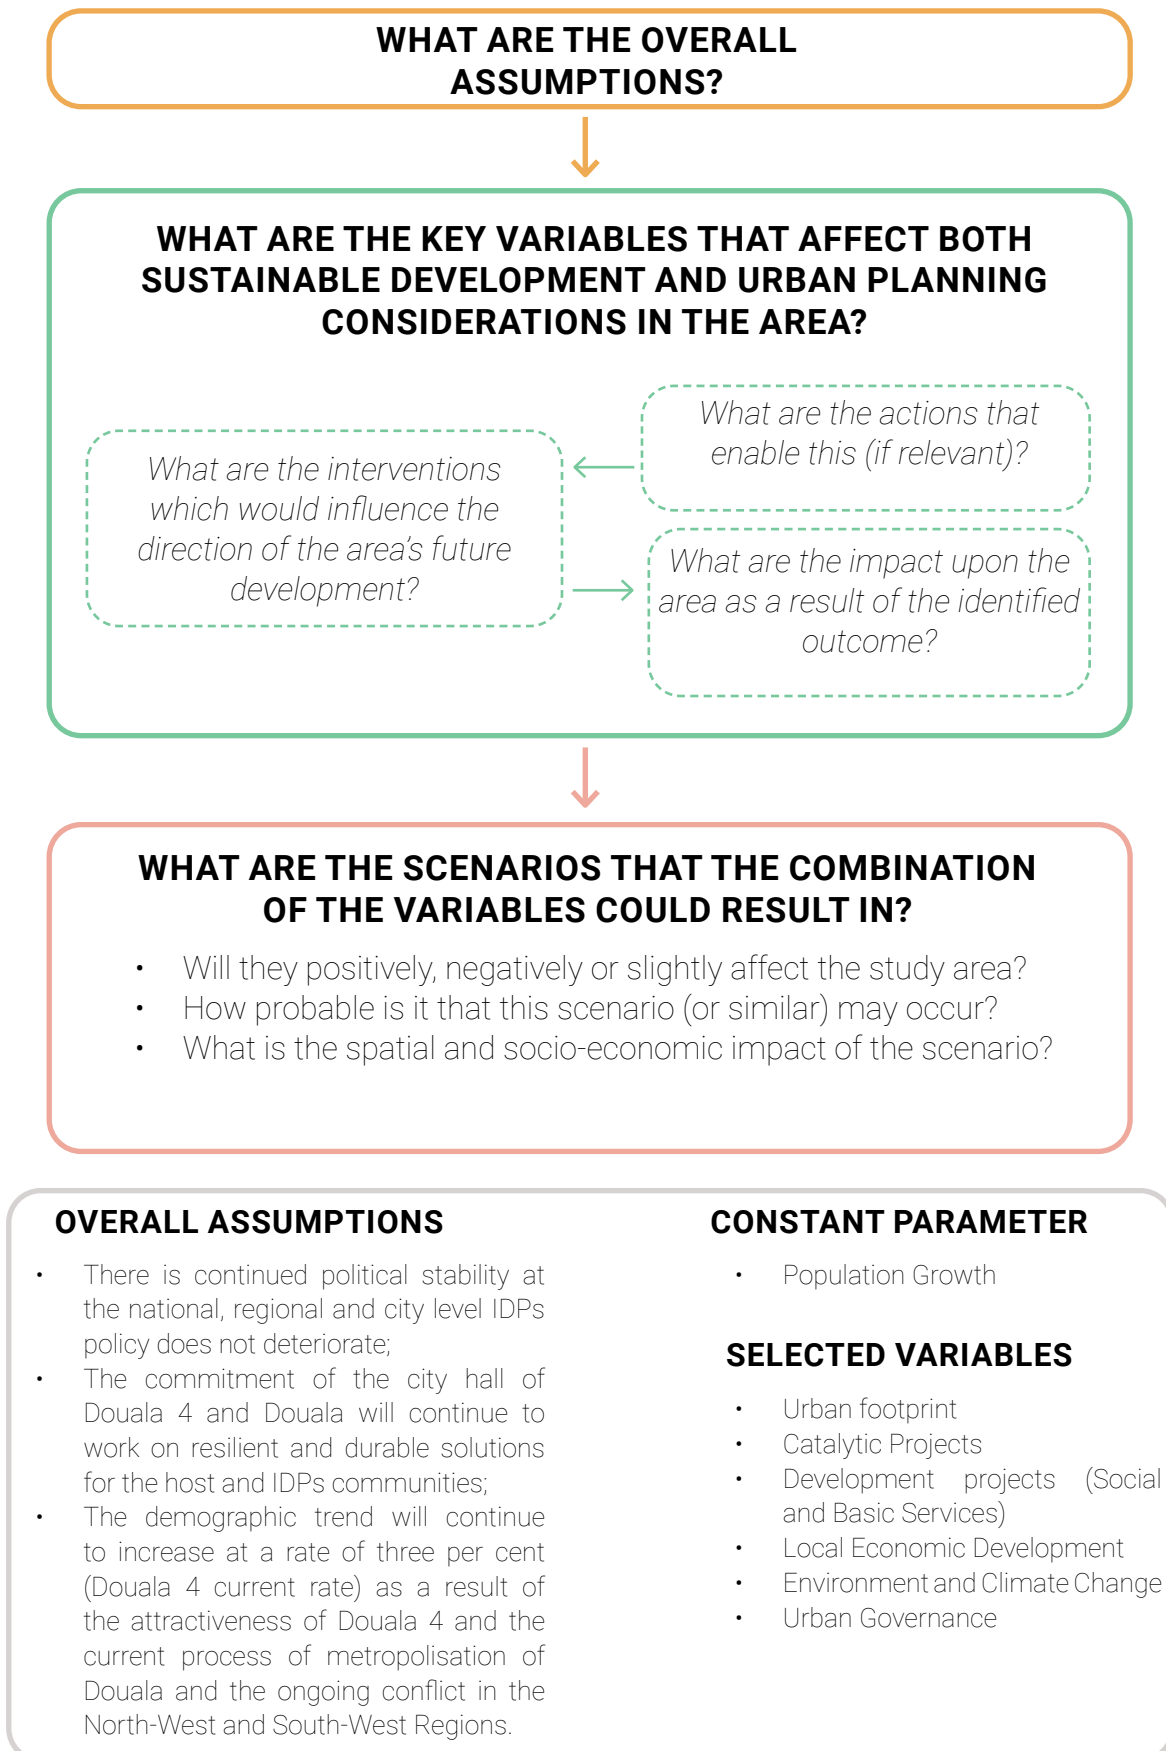 WHAT ARE THE OVERALL
ASSUMPTIONS?
WHAT ARE THE KEY VARIABLES THAT AFFECT BOTH
SUSTAINABLE DEVELOPMENT AND URBAN PLANNING
CONSIDERATIONS IN THE AREA?
What are the interventions
which would influence the
direction of the area's future
development?
What are the actions that
enable this (if relevant)?
What are the impact upon the
area as a result of the identified
outcome?
WHAT ARE THE SCENARIOS THAT THE COMBINATION
OF THE VARIABLES COULD RESULT IN?
• Will they positively, negatively or slightly affect the study area?
• How probable is it that this scenario (or similar) may occur?
• What is the spatial and socio-economic impact of the scenario?
OVERALL ASSUMPTIONS
• There is continued political stability at
the national, regional and city level IDPs
policy does not deteriorate;
• The commitment of the city hall of
Douala 4 and Douala will continue to
work on resilient and durable solutions
for the host and IDPs communities;
• The demographic trend will continue
to increase at a rate of three per cent
(Douala 4 current rate) as a result of
the attractiveness of Douala 4 and the
current process of metropolisation of
Douala and the ongoing conflict in the
North-West and South-West Regions.
CONSTANT PARAMETER
• Population Growth
SELECTED VARIABLES
• Urban footprint
• Catalytic Projects
• Development projects (Social
and Basic Services)
• Local Economic Development
• Environment and Climate Change
• Urban Governance